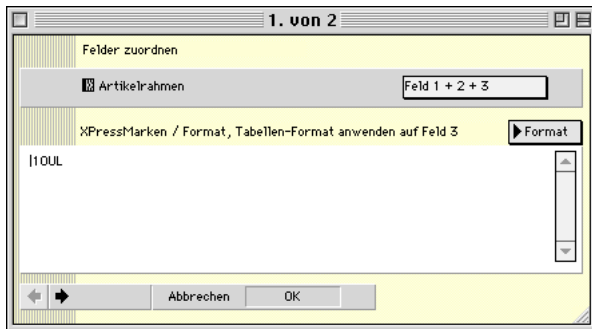 1. von 2
Felder zuordnen
Artikelrahmen Feld 1 + 2 + 3
XPressMarken / Format, Tabellen-Format anwenden auf Feld 3 Format
|10UL
Abbrechen OK